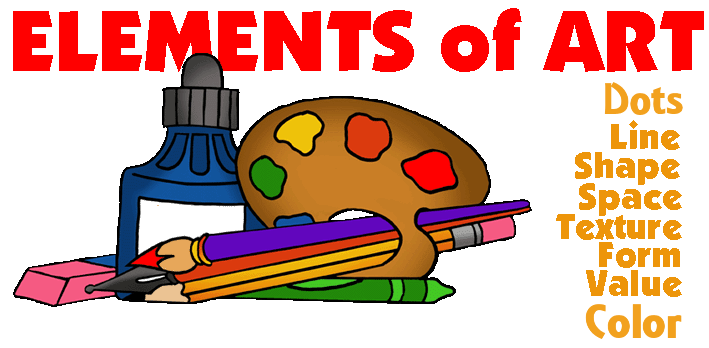 ELEMENTS of ART
Dots
Line
Shape
Space
Texture
Form
Value
Color